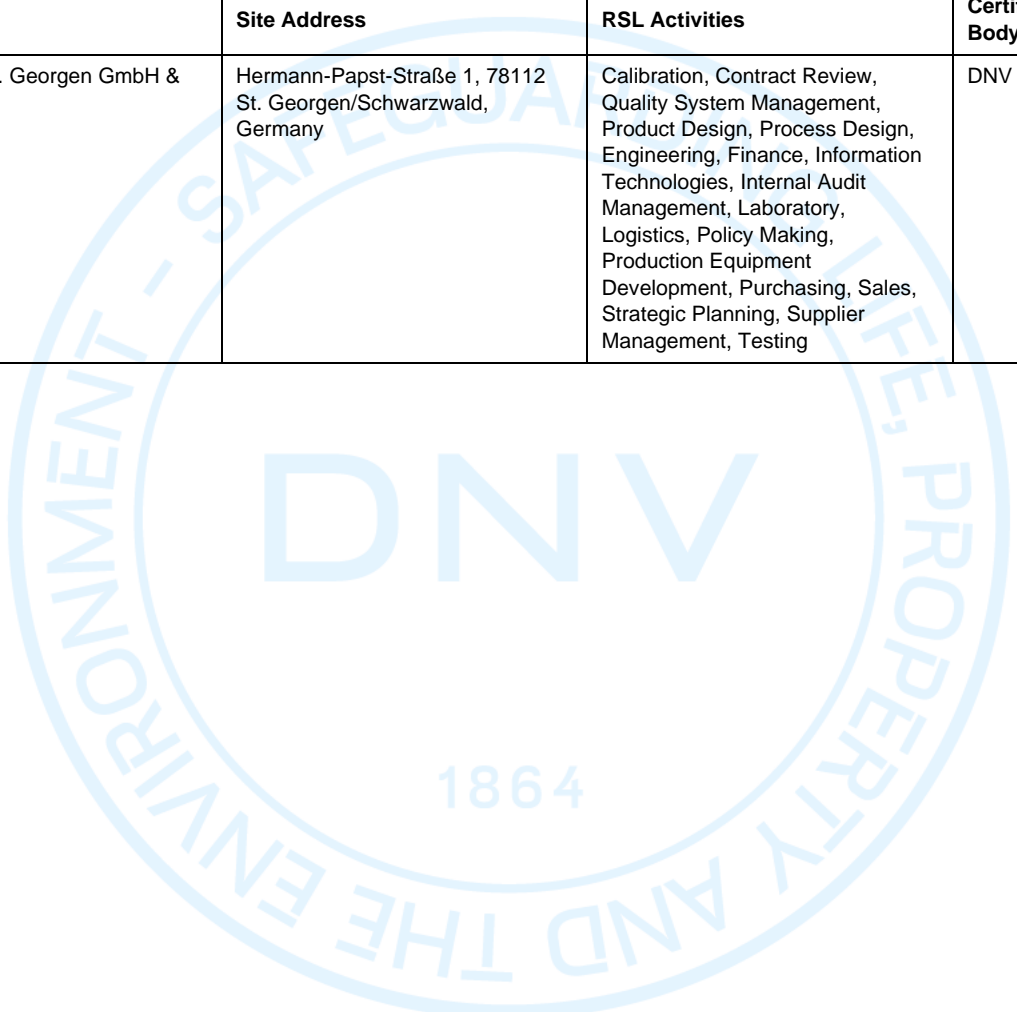 Site Address
RSL Activities
Body
. Georgen GmbH &
Hermann-Papst-Straße 1, 78112
St. Georgen/Schwarzwald,
Germany
Calibration, Contract Review,
Quality System Management,
Product Design, Process Design,
Engineering, Finance, Information
Technologies, Internal Audit
Management, Laboratory,
Logistics, Policy Making,
Production Equipment
Development, Purchasing, Sales,
Strategic Planning, Supplier
Management, Testing
DNV
SAFEGUARDING LIFE, PROPERTY AND THE ENVIRONMENT -
DNV
1864